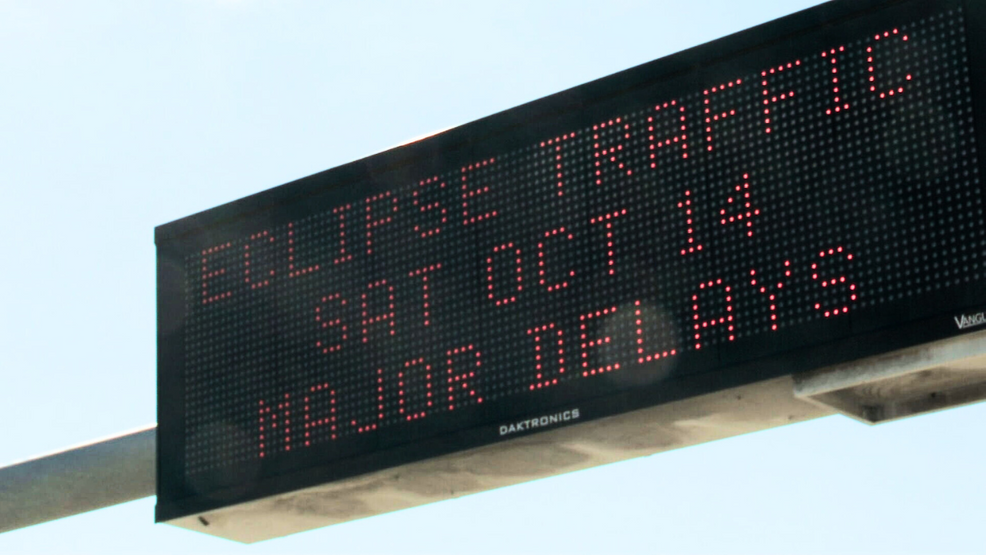 ECLIPSE TRAFFIC
SAT OCT 14
MAJOR DELAYS
DAKTRONICS